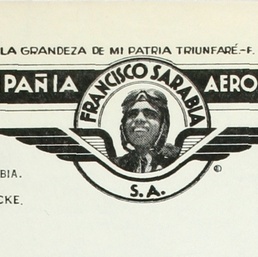 LA GRANDEZA DE MI PATRIA TRIUNFARÉ.-F.
PAÑIA
FRANCISCO SARABIA
AERO
S. A.
©
BIA.
CKE.